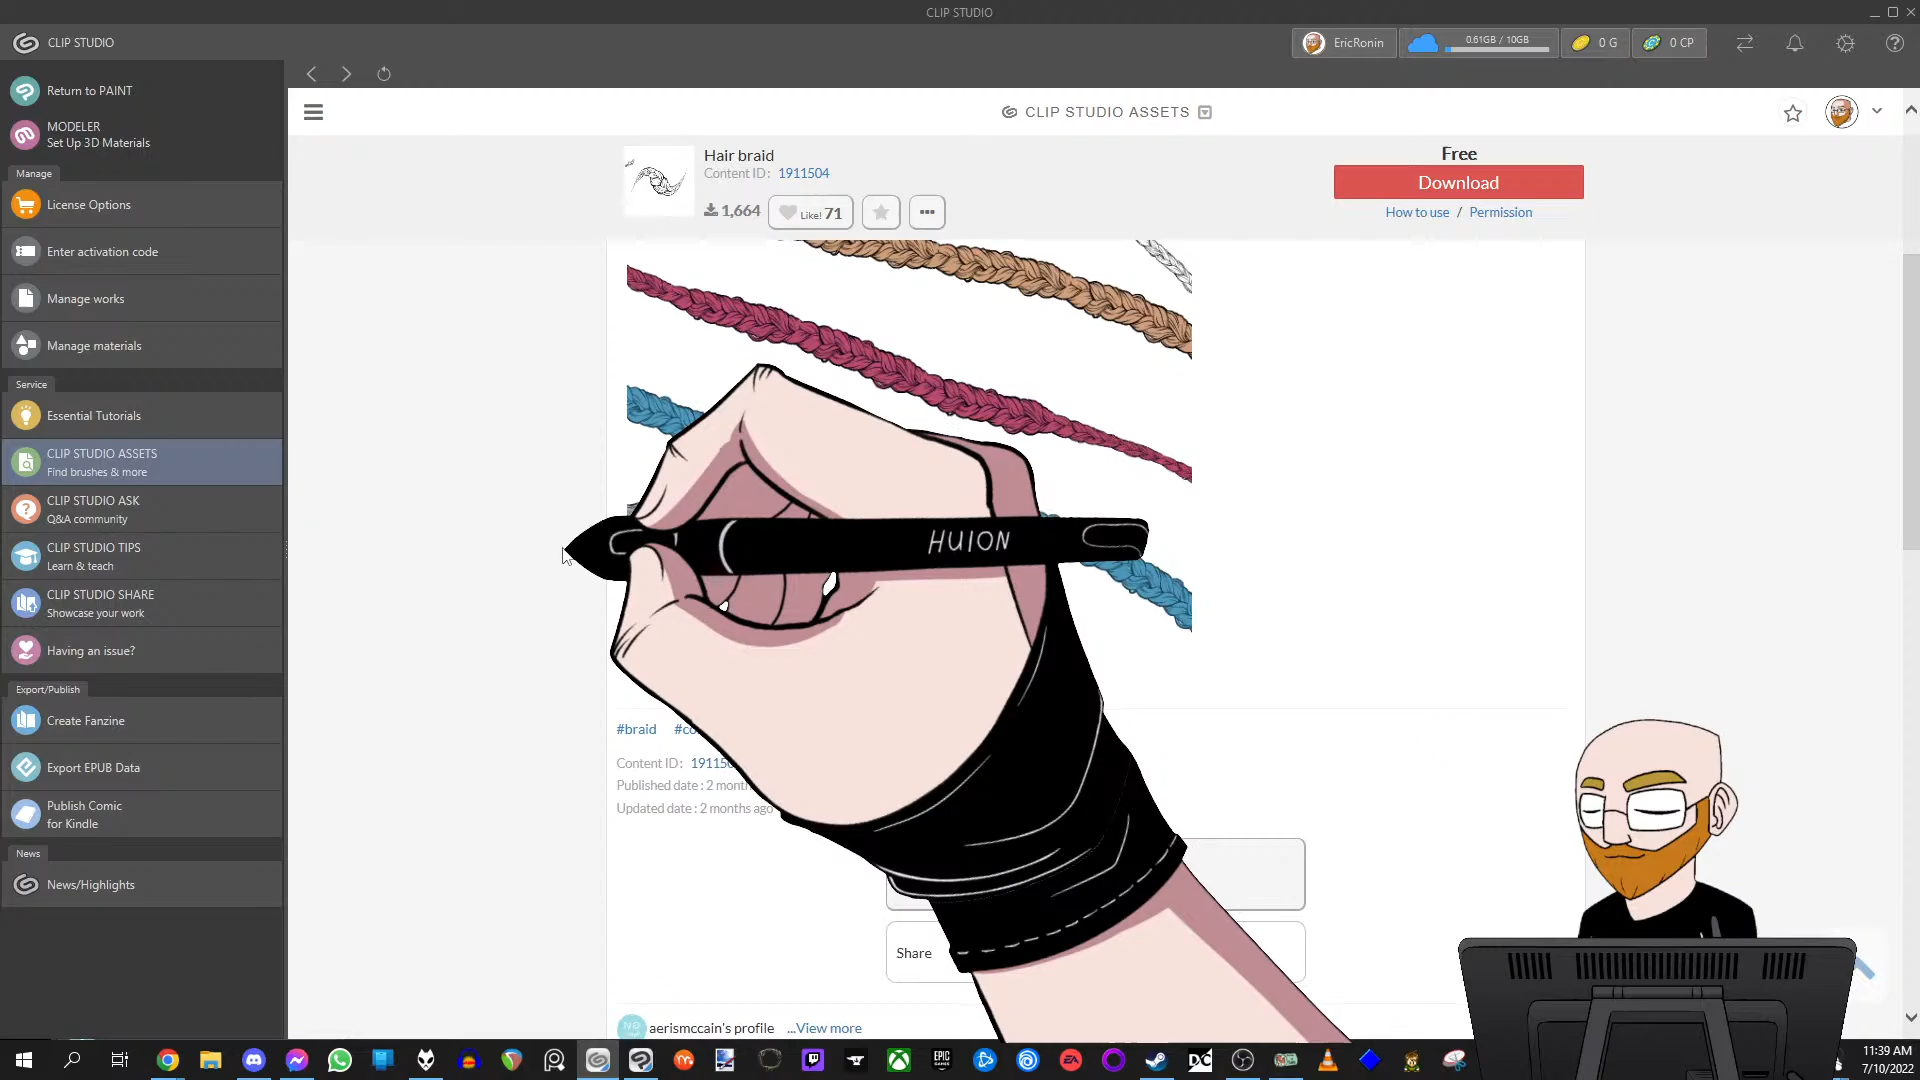 CLIP STUDIO
CLIP STUDIO
EricRonin
0.61GB / 10GB
0 G
0 CP
Return to PAINT
MODELER
Set Up 3D Materials
Manage
License Options
Enter activation code
Manage works
Manage materials
Service
Essential Tutorials
CLIP STUDIO ASSETS
Find brushes & more
CLIP STUDIO ASK
Q&A community
CLIP STUDIO TIPS
Learn & teach
CLIP STUDIO SHARE
Showcase your work
Having an issue?
Export/Publish
Create Fanzine
Export EPUB Data
Publish Comic
for Kindle
News
News/Highlights
CLIP STUDIO ASSETS
Hair braid
Content ID: 1911504
1,664
Like! 71
Free
Download
How to use / Permission
HUION
#braid
Content ID:
Published date : 2
Updated date : 2 months ago
Share
NO
aerismccain's profile ...View more
EPIC
GAMES
EA
DC
11:39 AM
7/10/2022